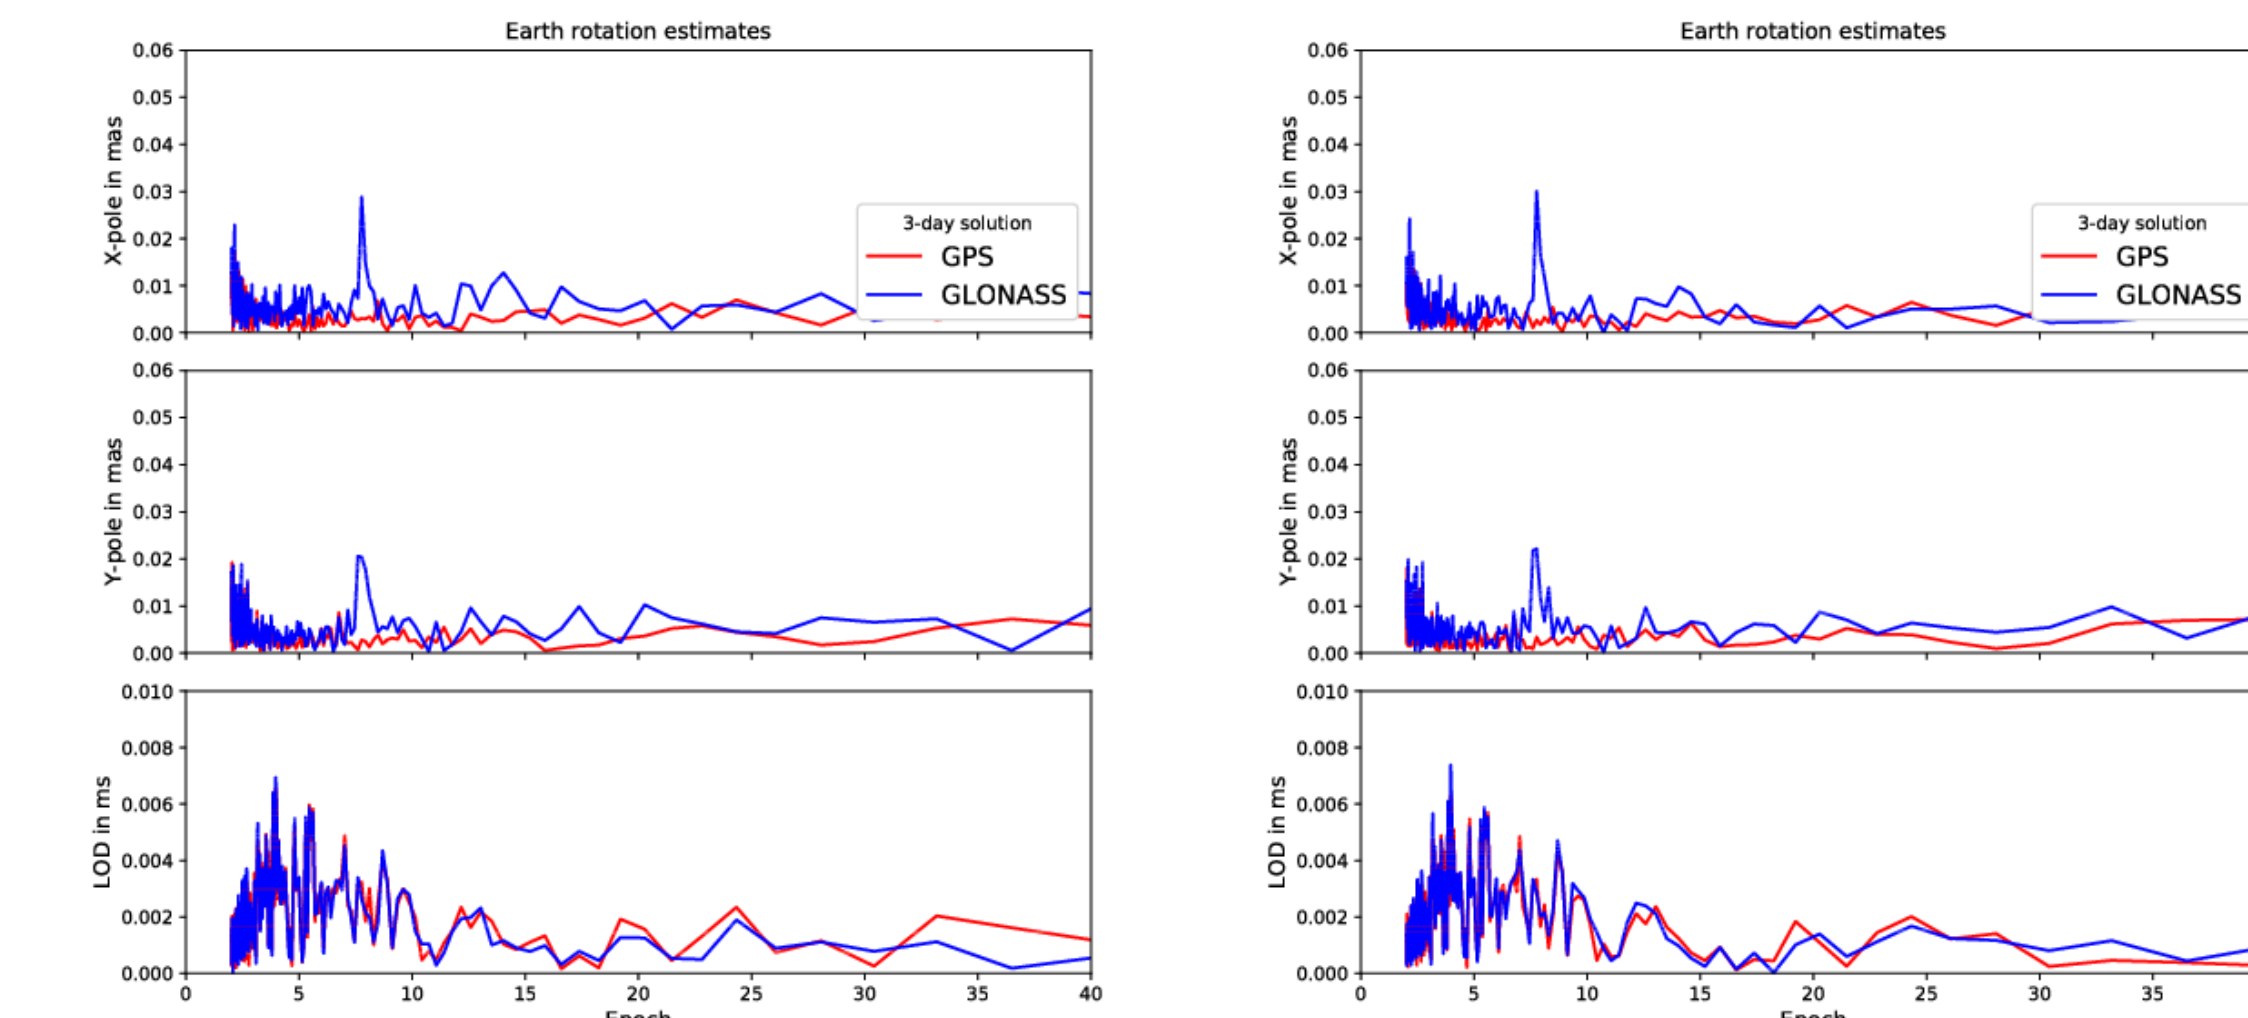 Earth rotation estimates
0.06
0.05
0.04
0.03
0.02
0.01
0.00
X-pole in mas
3-day solution
GPS
GLONASS
0.06
0.05
0.04
0.03
0.02
0.01
0.00
Y-pole in mas
0.010
0.008
0.006
0.004
0.002
0.000
LOD in ms
0 5 10 15 20 25 30 35 40
Epoch
Earth rotation estimates
0.06
0.05
0.04
0.03
0.02
0.01
0.00
X-pole in mas
3-day solution
GPS
GLONASS
0.06
0.05
0.04
0.03
0.02
0.01
0.00
Y-pole in mas
0.010
0.008
0.006
0.004
0.002
0.000
LOD in ms
0 5 10 15 20 25 30 35
Epoch